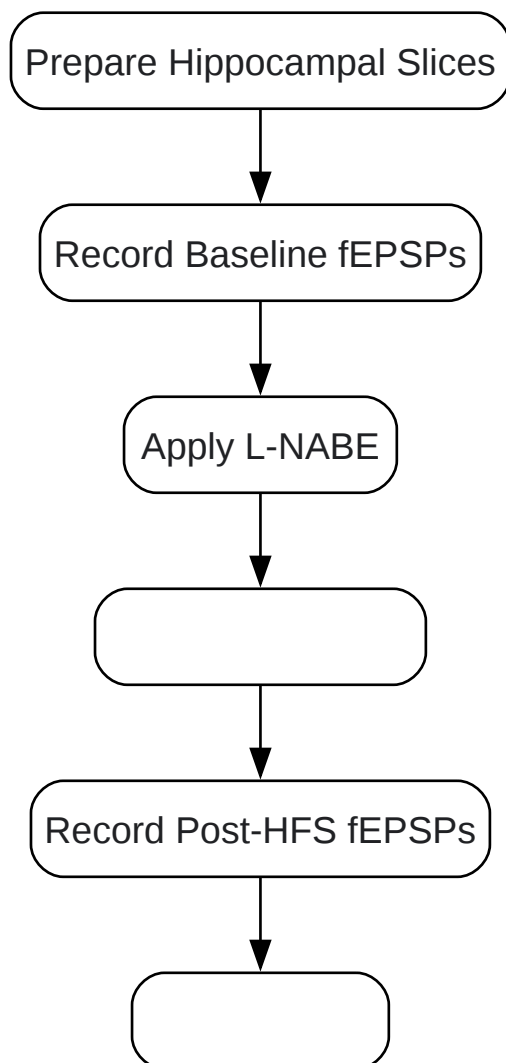 Prepare Hippocampal Slices
Record Baseline fEPSPs
Apply L-NABE
Record Post-HFS fEPSPs